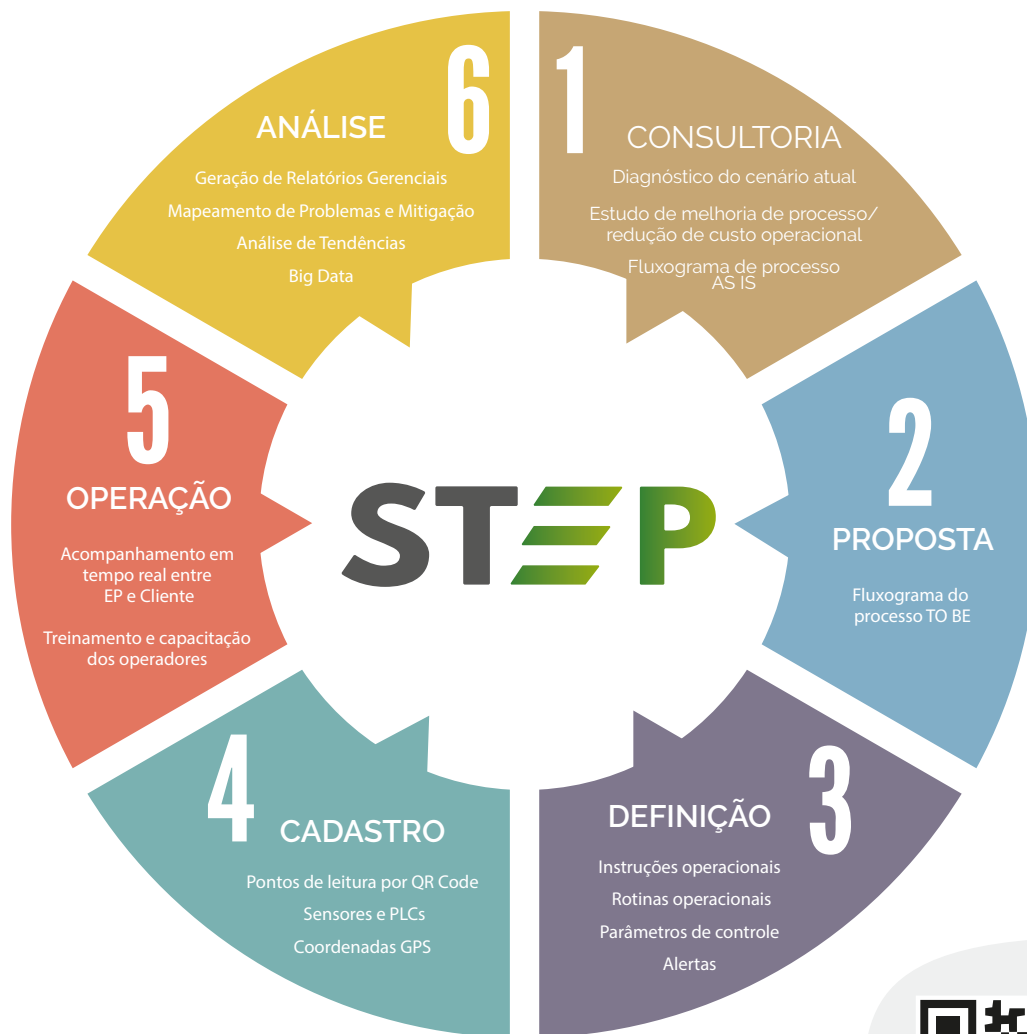 1
CONSULTORIA
Diagnóstico do cenário atual
Estudo de melhoria de processo/
redução de custo operacional
Fluxograma de processo
AS IS
2
PROPOSTA
Fluxograma do
processo TO BE
3
DEFINIÇÃO
Instruções operacionais
Rotinas operacionais
Parâmetros de controle
Alertas
4
CADASTRO
Pontos de leitura por QR Code
Sensores e PLCs
Coordenadas GPS
5
OPERAÇÃO
Acompanhamento em
tempo real entre
EP e Cliente
Treinamento e capacitação
dos operadores
6
ANÁLISE
Geração de Relatórios Gerenciais
Mapeamento de Problemas e Mitigação
Análise de Tendências
Big Data
STEP